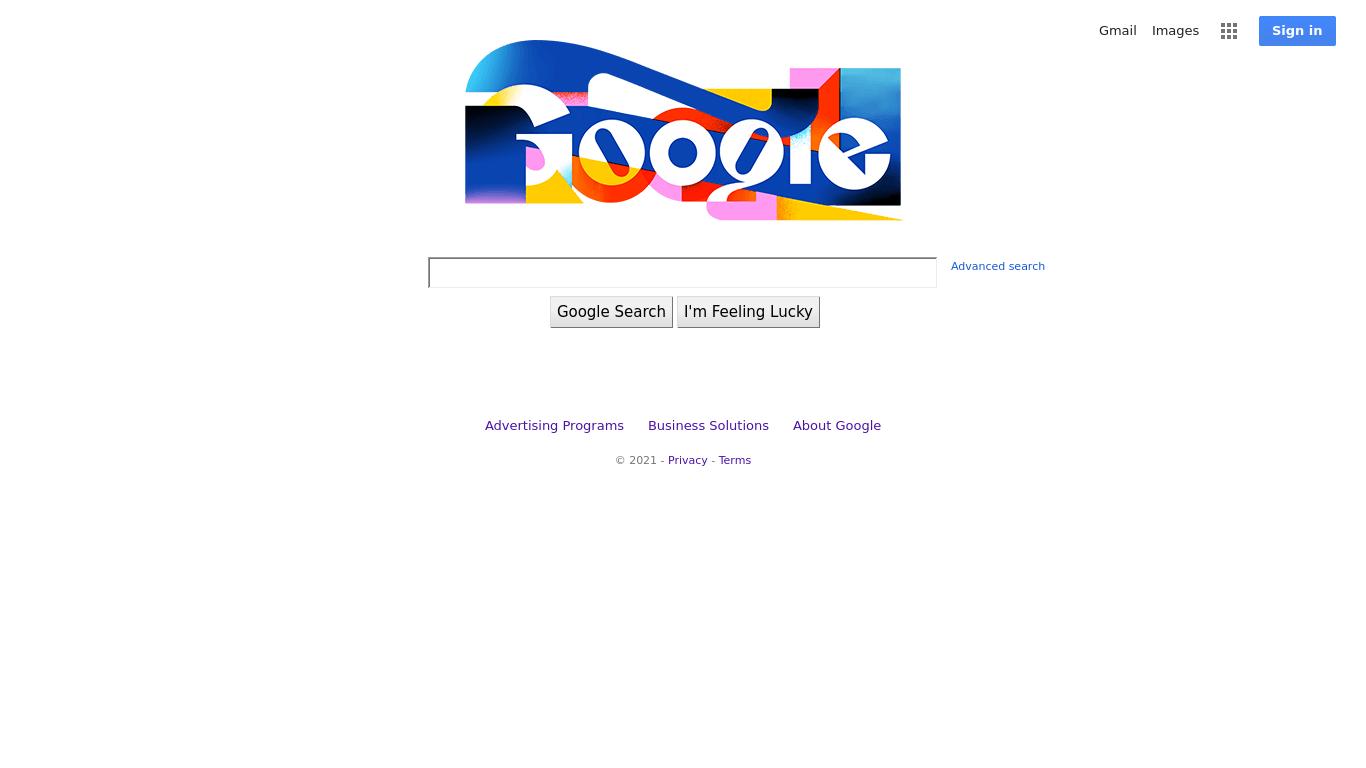 Gmail Images Sign in
Google
Advanced search
Google Search I'm Feeling Lucky
Advertising Programs Business Solutions About Google
© 2021 - Privacy - Terms